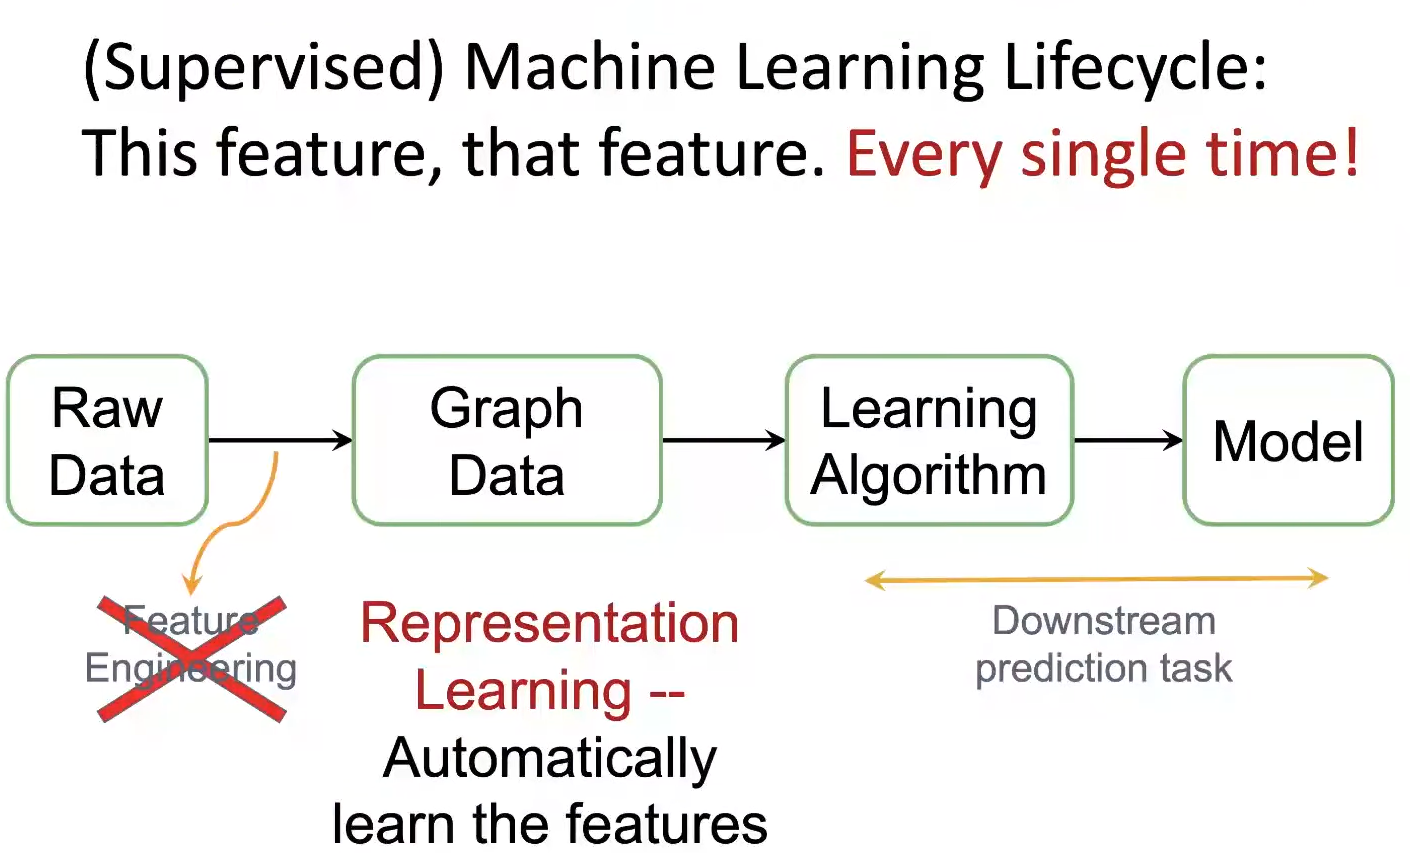 (Supervised) Machine Learning Lifecycle:
This feature, that feature. Every single time!
Raw
Data
Graph
Data
Learning
Algorithm
Model
Feature
Engineering
Representation
Learning --
Automatically
learn the features
Downstream
prediction task